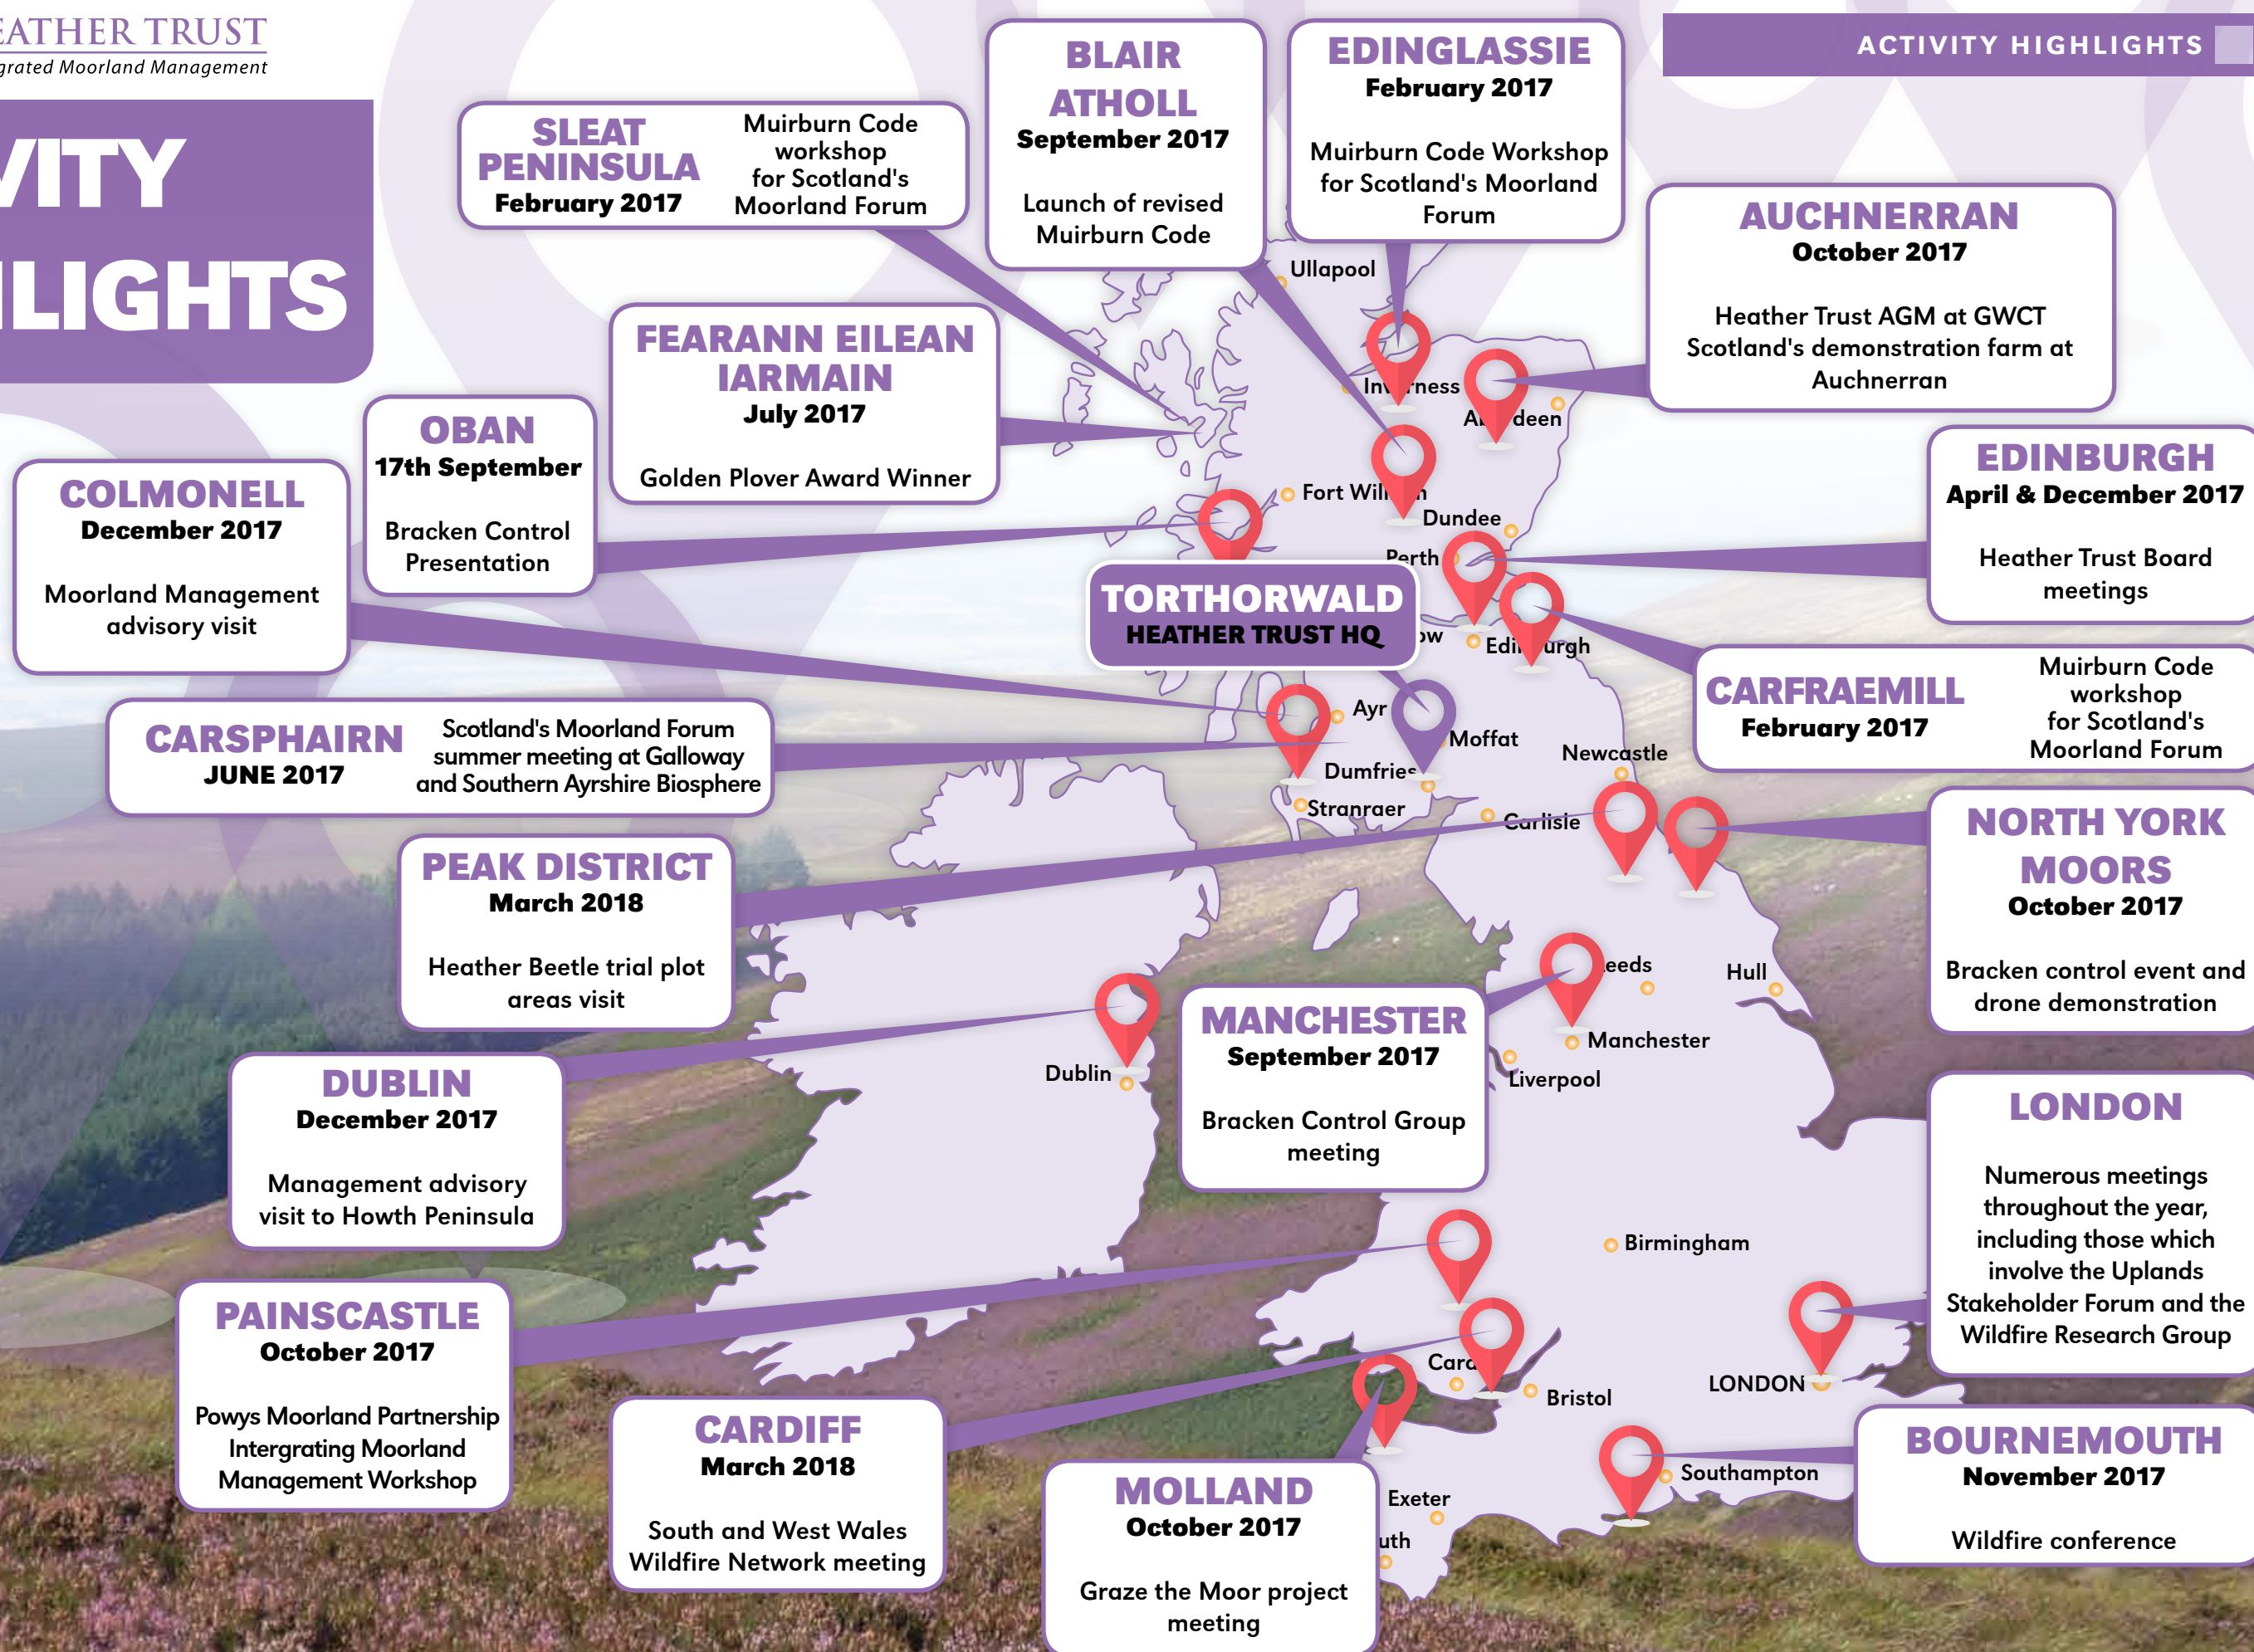 EATHER TRUST
grated Moorland Management
ACTIVITY HIGHLIGHTS
VITY
LIGHTS
SLEAT
PENINSULA
February 2017
Muirburn Code
workshop
for Scotland's
Moorland Forum
BLAIR
ATHOLL
September 2017
Launch of revised
Muirburn Code
EDINGLASSIE
February 2017
Muirburn Code Workshop
for Scotland's Moorland
Forum
AUCHNERRAN
October 2017
Heather Trust AGM at GWCT
Scotland's demonstration farm at
Auchnerran
FEARANN EILEAN
IARMAIN
July 2017
Golden Plover Award Winner
OBAN
17th September
Bracken Control
Presentation
COLMONELL
December 2017
Moorland Management
advisory visit
EDINBURGH
April & December 2017
Heather Trust Board
meetings
TORTHORWALD
HEATHER TRUST HQ
CARFRAEMILL
February 2017
Muirburn Code
workshop
for Scotland's
Moorland Forum
CARSPHAIRN
JUNE 2017
Scotland's Moorland Forum
summer meeting at Galloway
and Southern Ayrshire Biosphere
PEAK DISTRICT
March 2018
Heather Beetle trial plot
areas visit
NORTH YORK
MOORS
October 2017
Bracken control event and
drone demonstration
MANCHESTER
September 2017
Bracken Control Group
meeting
DUBLIN
December 2017
Management advisory
visit to Howth Peninsula
LONDON
Numerous meetings
throughout the year,
including those which
involve the Uplands
Stakeholder Forum and the
Wildfire Research Group
PAINSCASTLE
October 2017
Powys Moorland Partnership
Intergrating Moorland
Management Workshop
CARDIFF
March 2018
South and West Wales
Wildfire Network meeting
MOLLAND
October 2017
Graze the Moor project
meeting
BOURNEMOUTH
November 2017
Wildfire conference
Ullapool
Inverness
Aberdeen
Fort William
Dundee
Perth
ow
Edinburgh
Ayr
Moffat
Newcastle
Dumfries
Stranraer
Carlisle
eeds
Hull
Manchester
Liverpool
Dublin
Birmingham
Card
Bristol
LONDON
Southampton
Exeter
uth